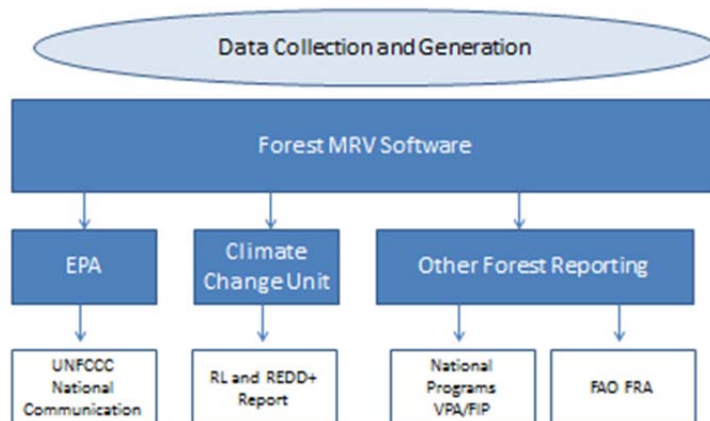 Data Collection and Generation
Forest MRV Software
EPA
Climate
Change Unit
Other Forest Reporting
UNFCCC
National
Communication
RL and REDD+
Report
National
Programs
VPA/FIP
FAO FRA